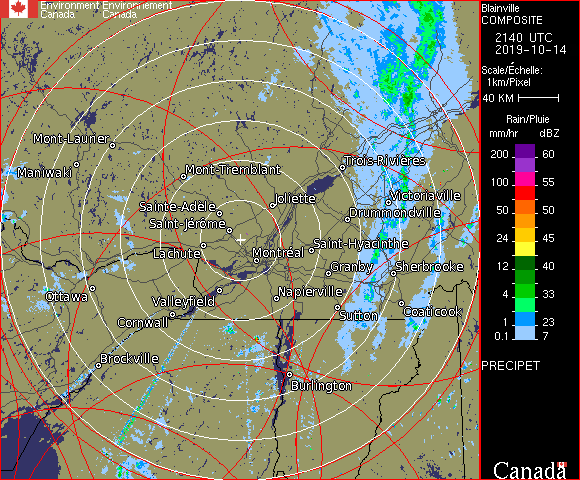 Environment Environnement
Canada Canada
Blainville
COMPOSITE
2140 UTC
2019-10-14
Scale/Échelle:
1km/Pixel
40 KM
Rain/Pluie
mm/hr dBZ
200 60
100 55
50 50
24 45
12 40
4 33
1 23
0.1 7
PRECIPET
Canada
Mont-Laurier
Maniwaki
Mont-Tremblant
Trois-Rivières
Sainte-Adèle
Joliette
Victoriaville
Drummondville
Saint-Jérôme
Lachute
Montréal
Saint-Hyacinthe
Granby
Sherbrooke
Ottawa
Valleyfield
Napierville
Cornwall
Sutton
Coaticook
Brockville
Burlington